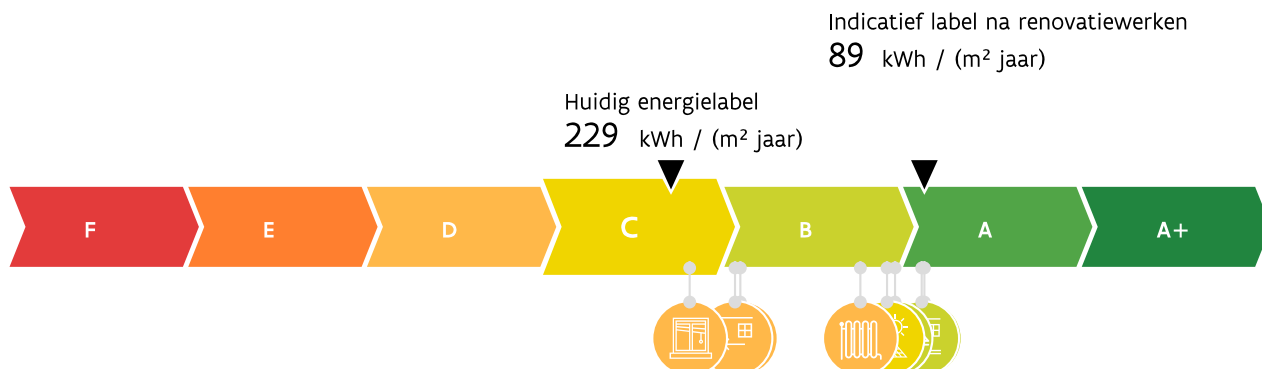 Indicatief label na renovatiewerken
89 kWh / (m² jaar)
Huidig energielabel
229 kWh / (m² jaar)
F E D C B A A+